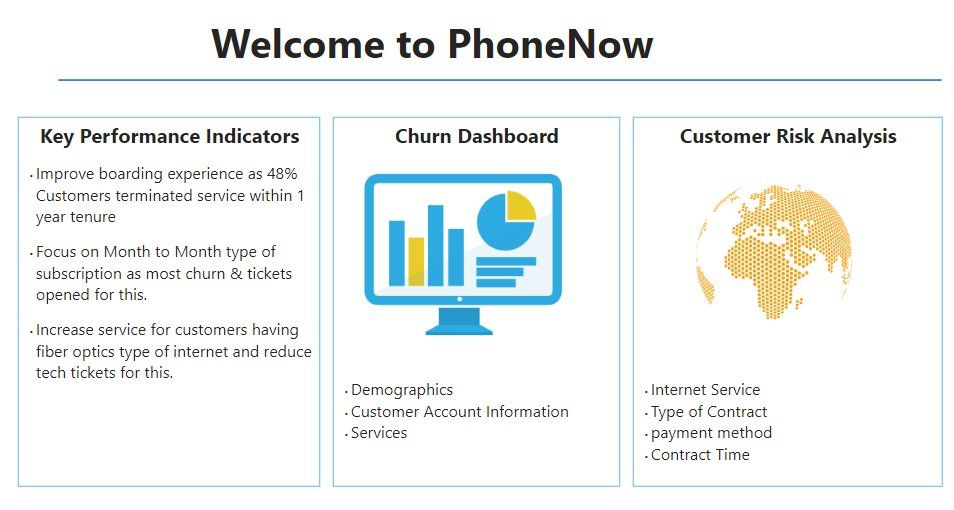 Welcome to PhoneNow
Key Performance Indicators
· Improve boarding experience as 48%
Customers terminated service within 1
year tenure
· Focus on Month to Month type of
subscription as most churn & tickets
opened for this.
· Increase service for customers having
fiber optics type of internet and reduce
tech tickets for this.
Churn Dashboard
· Demographics
· Customer Account Information
· Services
Customer Risk Analysis
· Internet Service
· Type of Contract
· payment method
· Contract Time